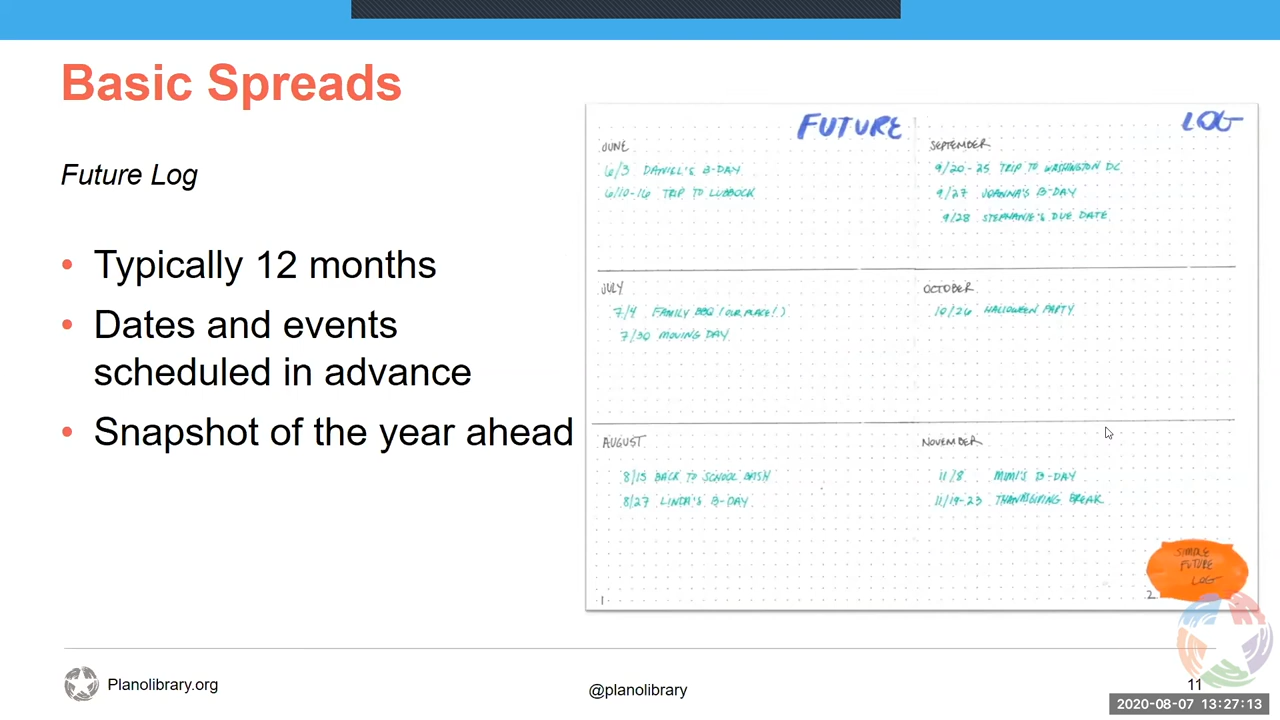 Basic Spreads
Future Log
• Typically 12 months
• Dates and events
scheduled in advance
• Snapshot of the year ahead
FUTURE LOG
JUNE
6/3 DANIEL'S B-DAY
6/10-16 TRIP TO LUBBOCK
SEPTEMBER
9/20-25 TRIP TO WASHINGTON DC
9/27 JOANNA'S B-DAY
9/28 STEPHANIE'S DUE DATE
JULY
7/4 FAMILY BBQ (OUR PLACE!)
7/30 MOVING DAY
OCTOBER
10/26 HALLOWEEN PARTY
AUGUST
8/15 BACK TO SCHOOL BASH
8/27 LINDA'S B-DAY
NOVEMBER
11/8 MIMI'S B-DAY
11/19-23 THANKSGIVING BREAK
SIMPLE
FUTURE
LOG
1
2
Planolibrary.org
@planolibrary
11
2020-08-07 13:27:13